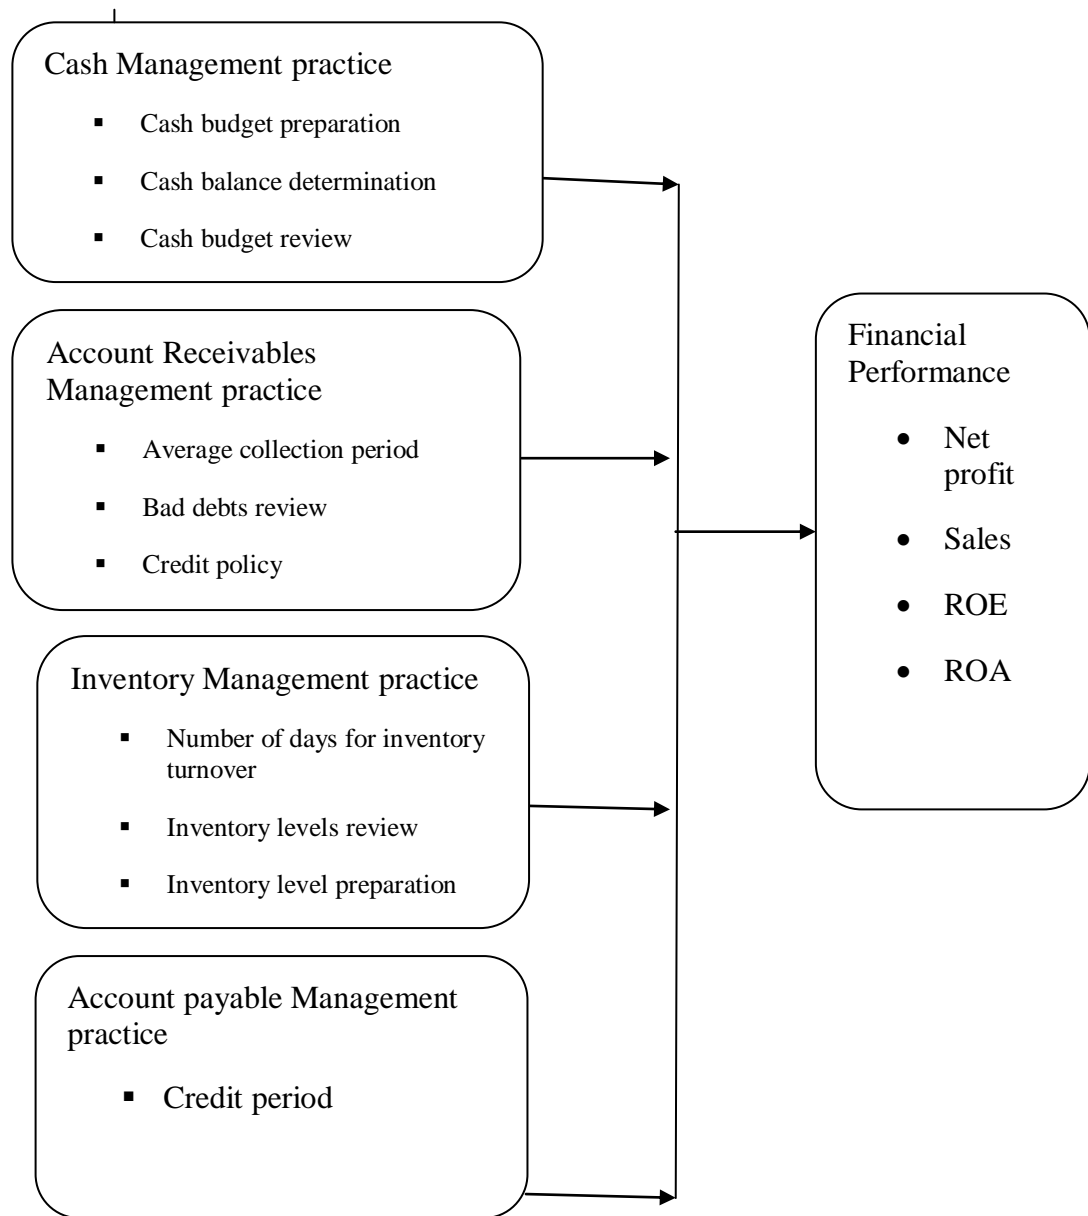 Cash Management practice
▪ Cash budget preparation
▪ Cash balance determination
▪ Cash budget review
Account Receivables
Management practice
▪ Average collection period
▪ Bad debts review
▪ Credit policy
Inventory Management practice
▪ Number of days for inventory
turnover
▪ Inventory levels review
▪ Inventory level preparation
Account payable Management
practice
▪ Credit period
Financial
Performance
• Net
profit
• Sales
• ROE
• ROA